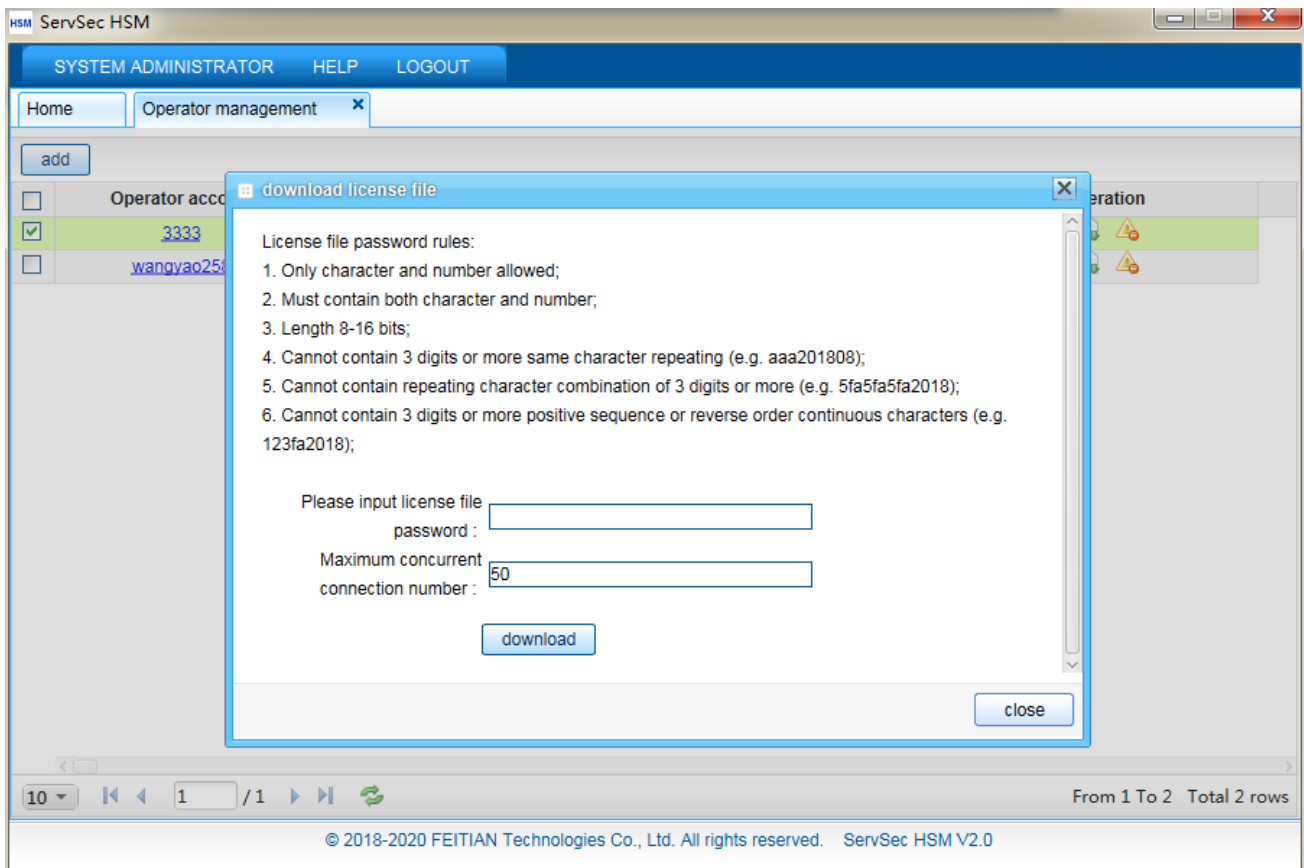 HSM ServSec HSM
SYSTEM ADMINISTRATOR HELP LOGOUT
Home Operator management
add
download license file
Operator acco
eration
3333
wangyao258
License file password rules:
1. Only character and number allowed;
2. Must contain both character and number;
3. Length 8-16 bits;
4. Cannot contain 3 digits or more same character repeating (e.g. aaa201808);
5. Cannot contain repeating character combination of 3 digits or more (e.g. 5fa5fa5fa2018);
6. Cannot contain 3 digits or more positive sequence or reverse order continuous characters (e.g.
123fa2018);
Please input license file
password :
Maximum concurrent
connection number :
50
download
close
10 1 / 1 From 1 To 2 Total 2 rows
© 2018-2020 FEITIAN Technologies Co., Ltd. All rights reserved. ServSec HSM V2.0